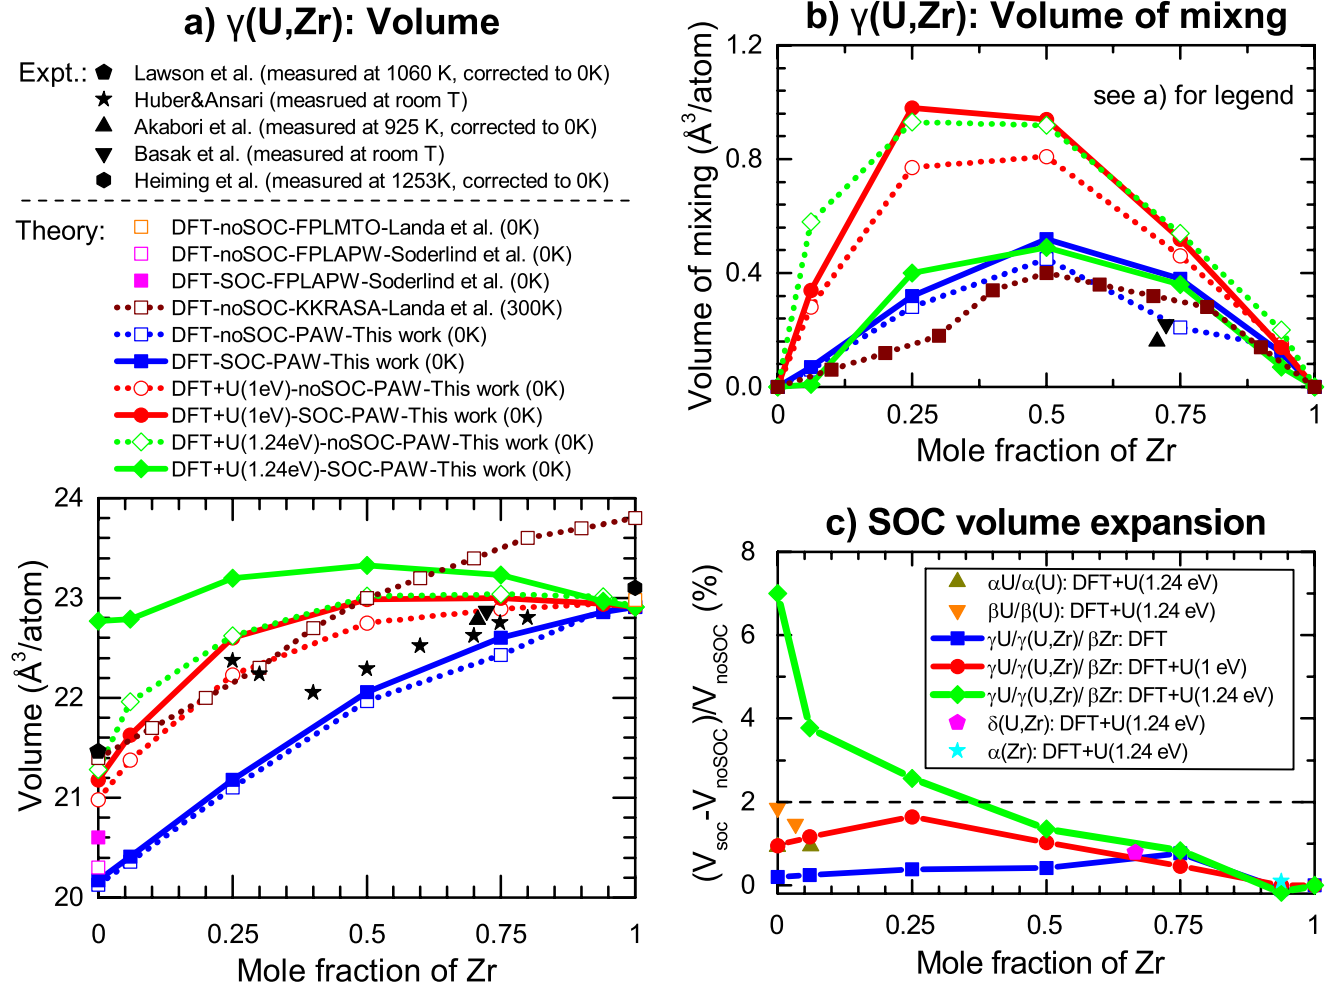 a) γ(U,Zr): Volume
Expt.:
Lawson et al. (measured at 1060 K, corrected to 0K)
Huber&Ansari (measrued at room T)
Akabori et al. (measured at 925 K, corrected to 0K)
Basak et al. (measured at room T)
Heiming et al. (measured at 1253K, corrected to 0K)
Theory:
DFT-noSOC-FPLMTO-Landa et al. (0K)
DFT-noSOC-FPLAPW-Soderlind et al. (0K)
DFT-SOC-FPLAPW-Soderlind et al. (0K)
DFT-noSOC-KKRASA-Landa et al. (300K)
DFT-noSOC-PAW-This work (0K)
DFT-SOC-PAW-This work (0K)
DFT+U(1eV)-noSOC-PAW-This work (0K)
DFT+U(1eV)-SOC-PAW-This work (0K)
DFT+U(1.24eV)-noSOC-PAW-This work (0K)
DFT+U(1.24eV)-SOC-PAW-This work (0K)
Volume (Å³/atom)
24
23
22
21
20
0 0.25 0.5 0.75 1
Mole fraction of Zr
b) γ(U,Zr): Volume of mixng
see a) for legend
Volume of mixing (Å³/atom)
1.2
0.8
0.4
0.0
0 0.25 0.5 0.75 1
Mole fraction of Zr
c) SOC volume expansion
αU/α(U): DFT+U(1.24 eV)
βU/β(U): DFT+U(1.24 eV)
γU/γ(U,Zr)/ βZr: DFT
γU/γ(U,Zr)/ βZr: DFT+U(1 eV)
γU/γ(U,Zr)/ βZr: DFT+U(1.24 eV)
δ(U,Zr): DFT+U(1.24 eV)
α(Zr): DFT+U(1.24 eV)
(Vsoc-VnoSOC)/VnoSOC (%)
8
6
4
2
0
0 0.25 0.5 0.75 1
Mole fraction of Zr